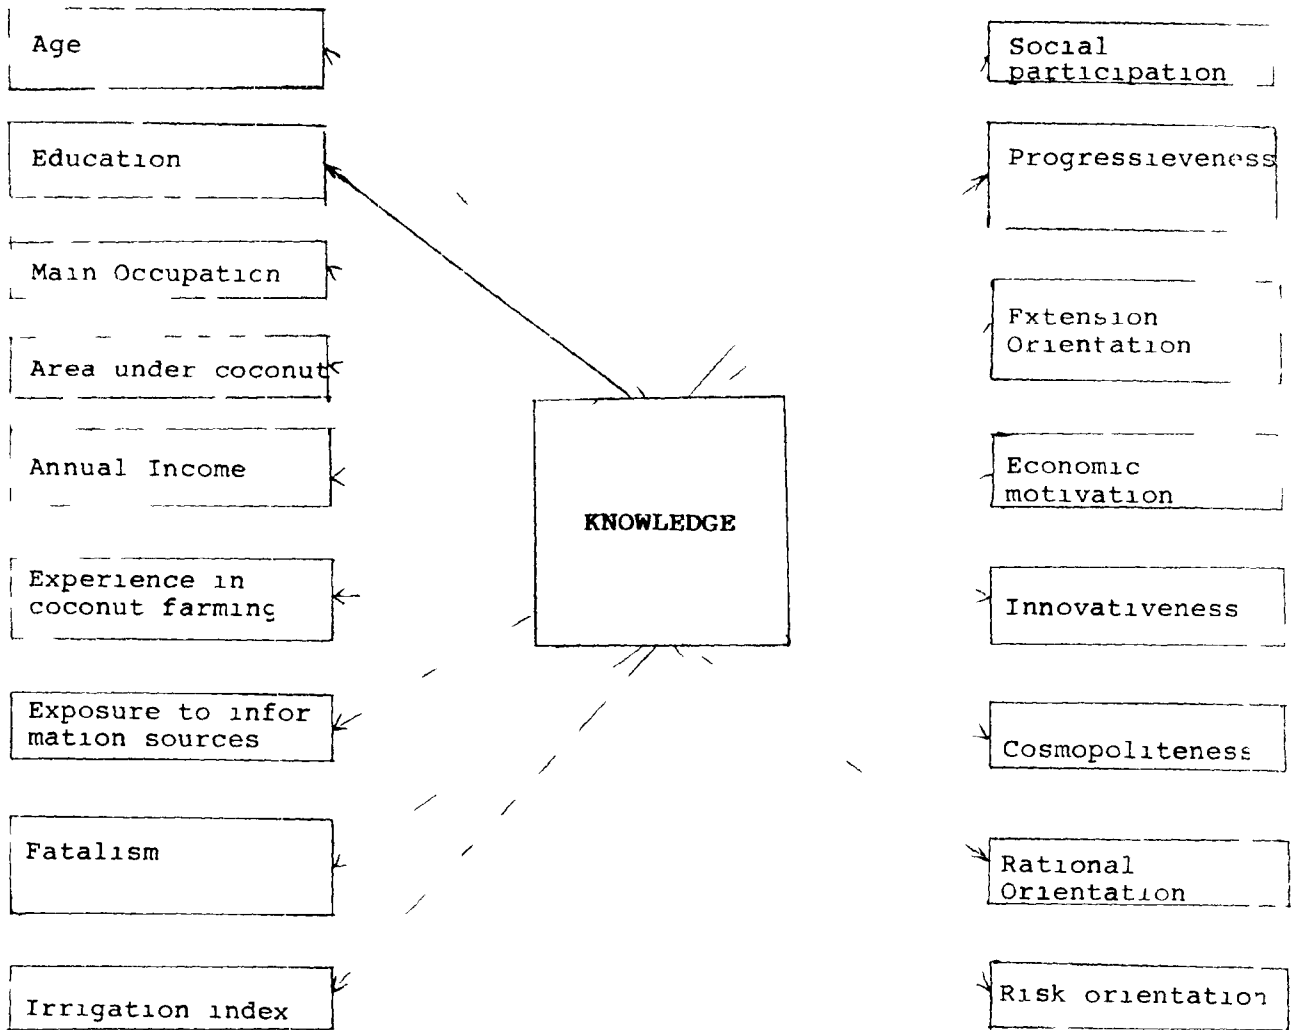 Age
Education
Main Occupation
Area under coconut
Annual Income
Experience in
coconut farming
Exposure to infor
mation sources
Fatalism
Irrigation index
KNOWLEDGE
Social
participation
Progressieveness
Extension
Orientation
Economic
motivation
Innovativeness
Cosmopoliteness
Rational
Orientation
Risk orientation